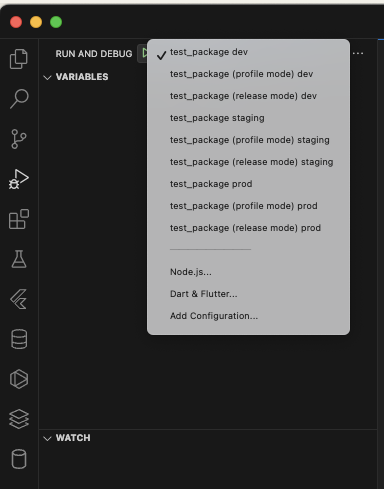 RUN AND DEBUG
test_package dev
test_package (profile mode) dev
test_package (release mode) dev
test_package staging
test_package (profile mode) staging
test_package (release mode) staging
test_package prod
test_package (profile mode) prod
test_package (release mode) prod
Node.js...
Dart & Flutter...
Add Configuration...
VARIABLES
WATCH